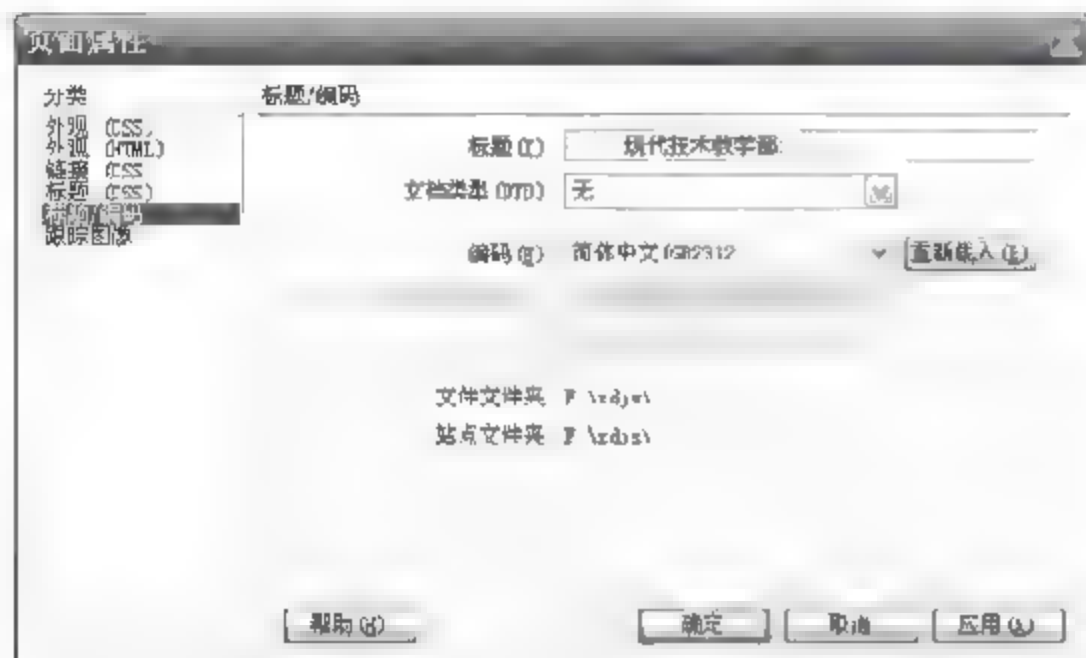 页面属性
分类
外观 (CSS)
外观 (HTML)
链接 (CSS
标题 (CSS)
标题/编码
跟踪图像
标题/编码
标题(T) 现代技术教学部
文档类型(DTD) 无
编码(E) 简体中文(GB2312 重新载入(R)
文件文件夹 F \xdjs\
站点文件夹 F \xdjs\
帮助(H) 确定 取消 应用(A)